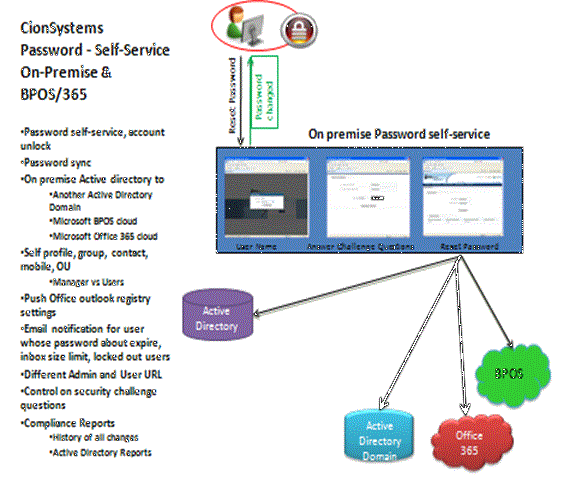 CionSystems
Password - Self-Service
On-Premise &
BPOS/365
•Password self-service, account
unlock
•Password sync
•On premise Active directory to
•Another Active Directory
Domain
•Microsoft BPOS cloud
•Microsoft Office 365 cloud
•Self profile, group, contact,
mobile, OU
•Manager vs Users
•Push Office outlook registry
settings
•Email notification for user
whose password about expire,
inbox size limit, locked out users
•Different Admin and User URL
•Control on security challenge
questions
•Compliance Reports
•History of all changes
•Active Directory Reports
Reset Password
Password
changed
On premise Password self-service
User Name
Answer Challenge Questions
Reset Password
Active
Directory
BPOS
Active
Directory
Domain
Office
365